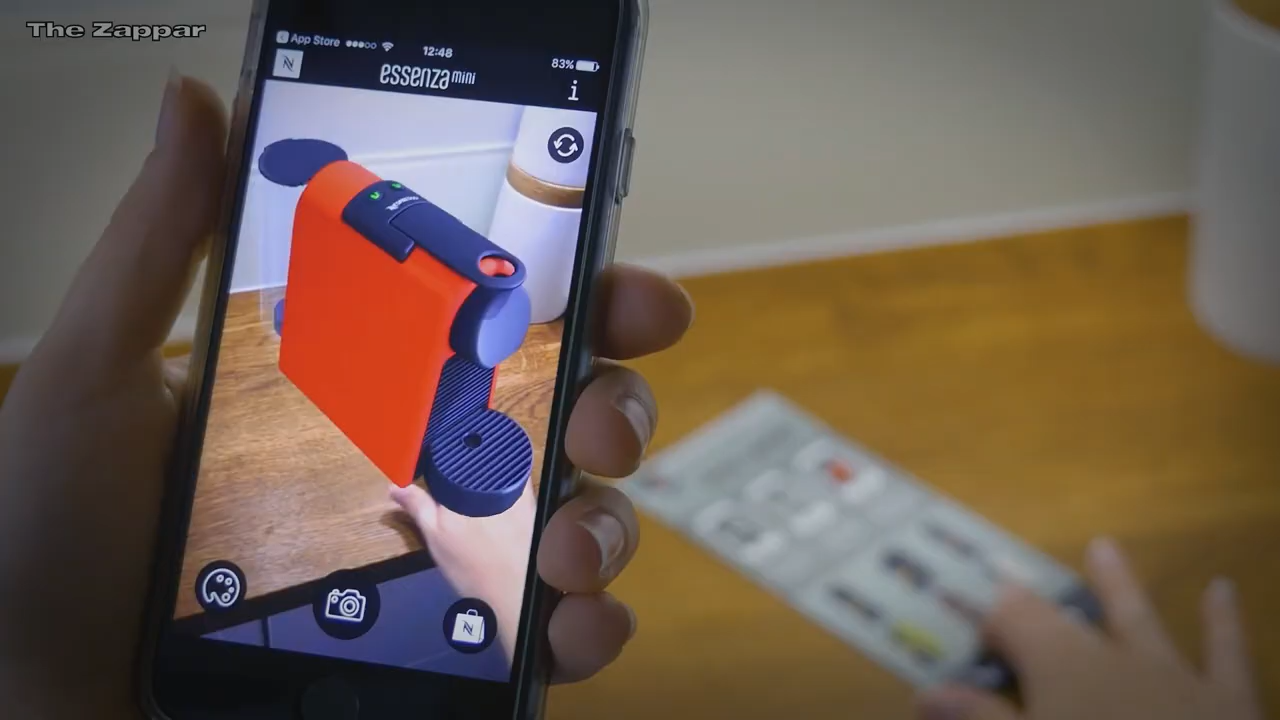 The Zappar
App Store
12:48
83%
essenza mini
i
N
N